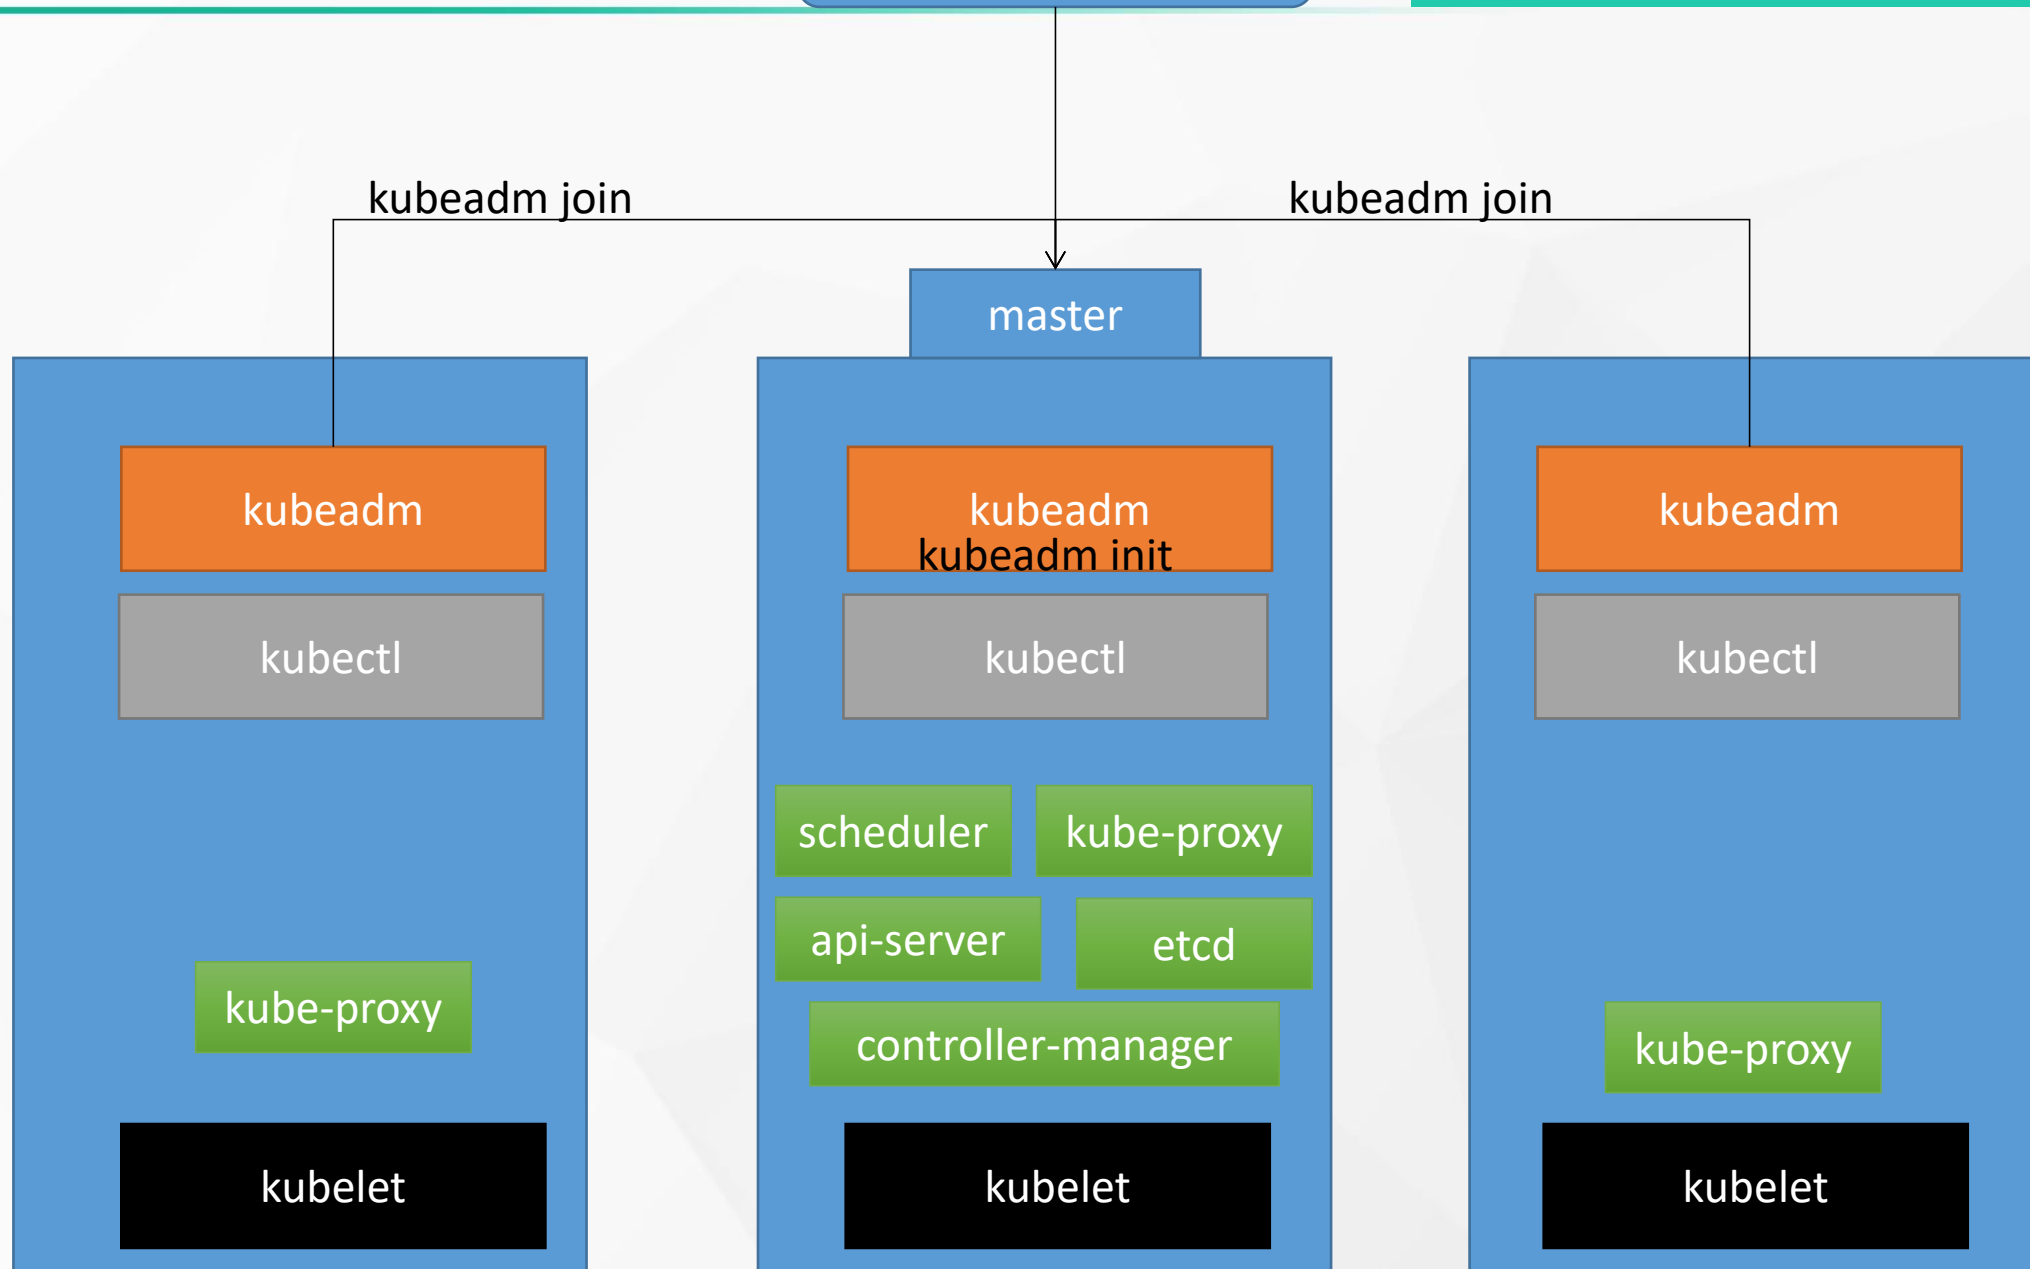 kubeadm join
kubeadm join
master
kubeadm
kubeadm
kubeadm init
kubeadm
kubectl
kubectl
kubectl
scheduler
kube-proxy
api-server
etcd
kube-proxy
controller-manager
kube-proxy
kubelet
kubelet
kubelet